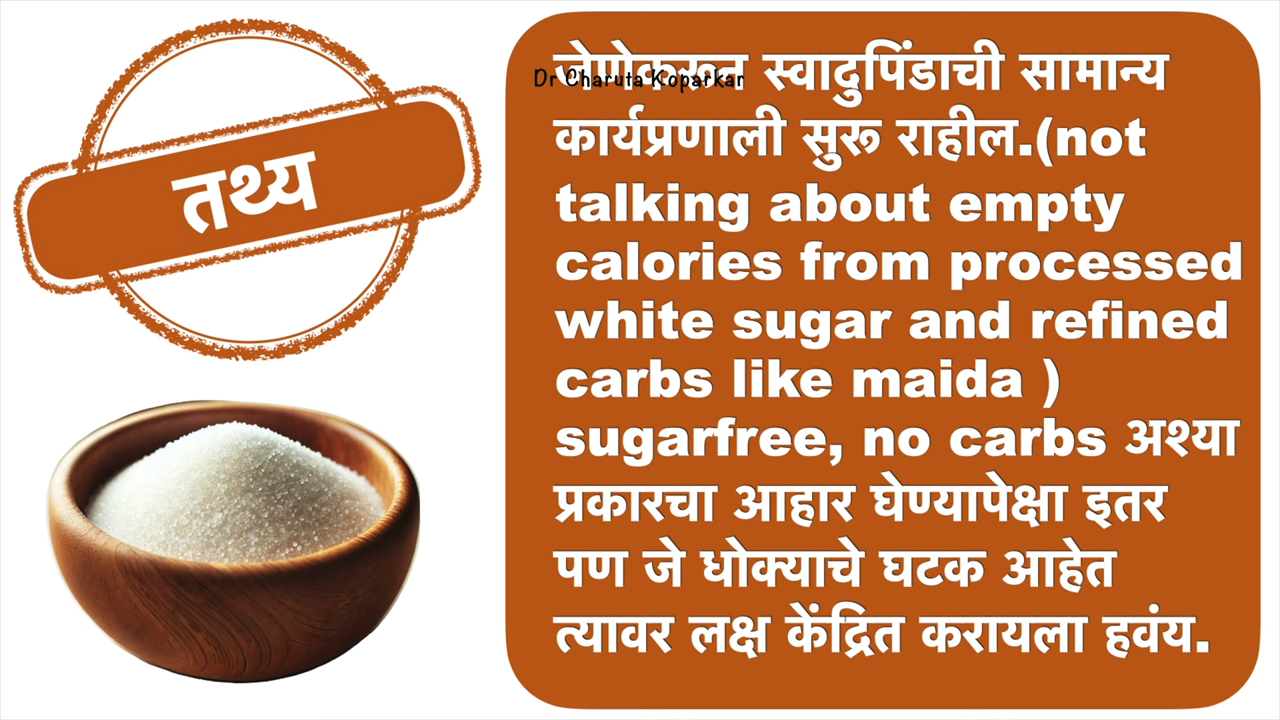 तथ्य
जेणेकरून स्वादुपिंडाची सामान्य
Dr Charuta Koparkar
कार्यप्रणाली सुरू राहील.(not
talking about empty
calories from processed
white sugar and refined
carbs like maida )
sugarfree, no carbs अश्या
प्रकारचा आहार घेण्यापेक्षा इतर
पण जे धोक्याचे घटक आहेत
त्यावर लक्ष केंद्रित करायला हवंय.